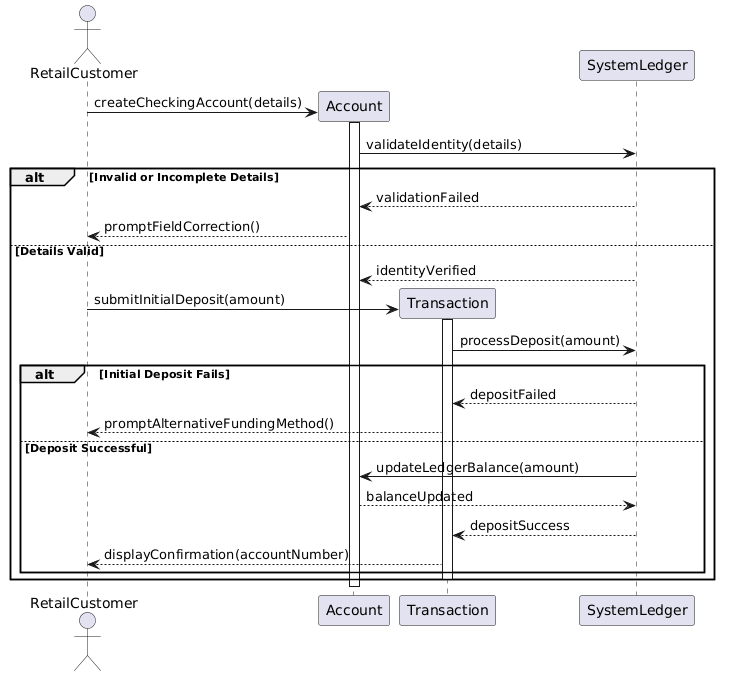 RetailCustomer
SystemLedger
createCheckingAccount(details)
Account
validateIdentity(details)
alt
[Invalid or Incomplete Details]
validationFailed
promptFieldCorrection()
[Details Valid]
identityVerified
submitInitialDeposit(amount)
Transaction
processDeposit(amount)
alt
[Initial Deposit Fails]
depositFailed
promptAlternativeFundingMethod()
[Deposit Successful]
updateLedgerBalance(amount)
balanceUpdated
depositSuccess
displayConfirmation(accountNumber)
RetailCustomer
Account
Transaction
SystemLedger